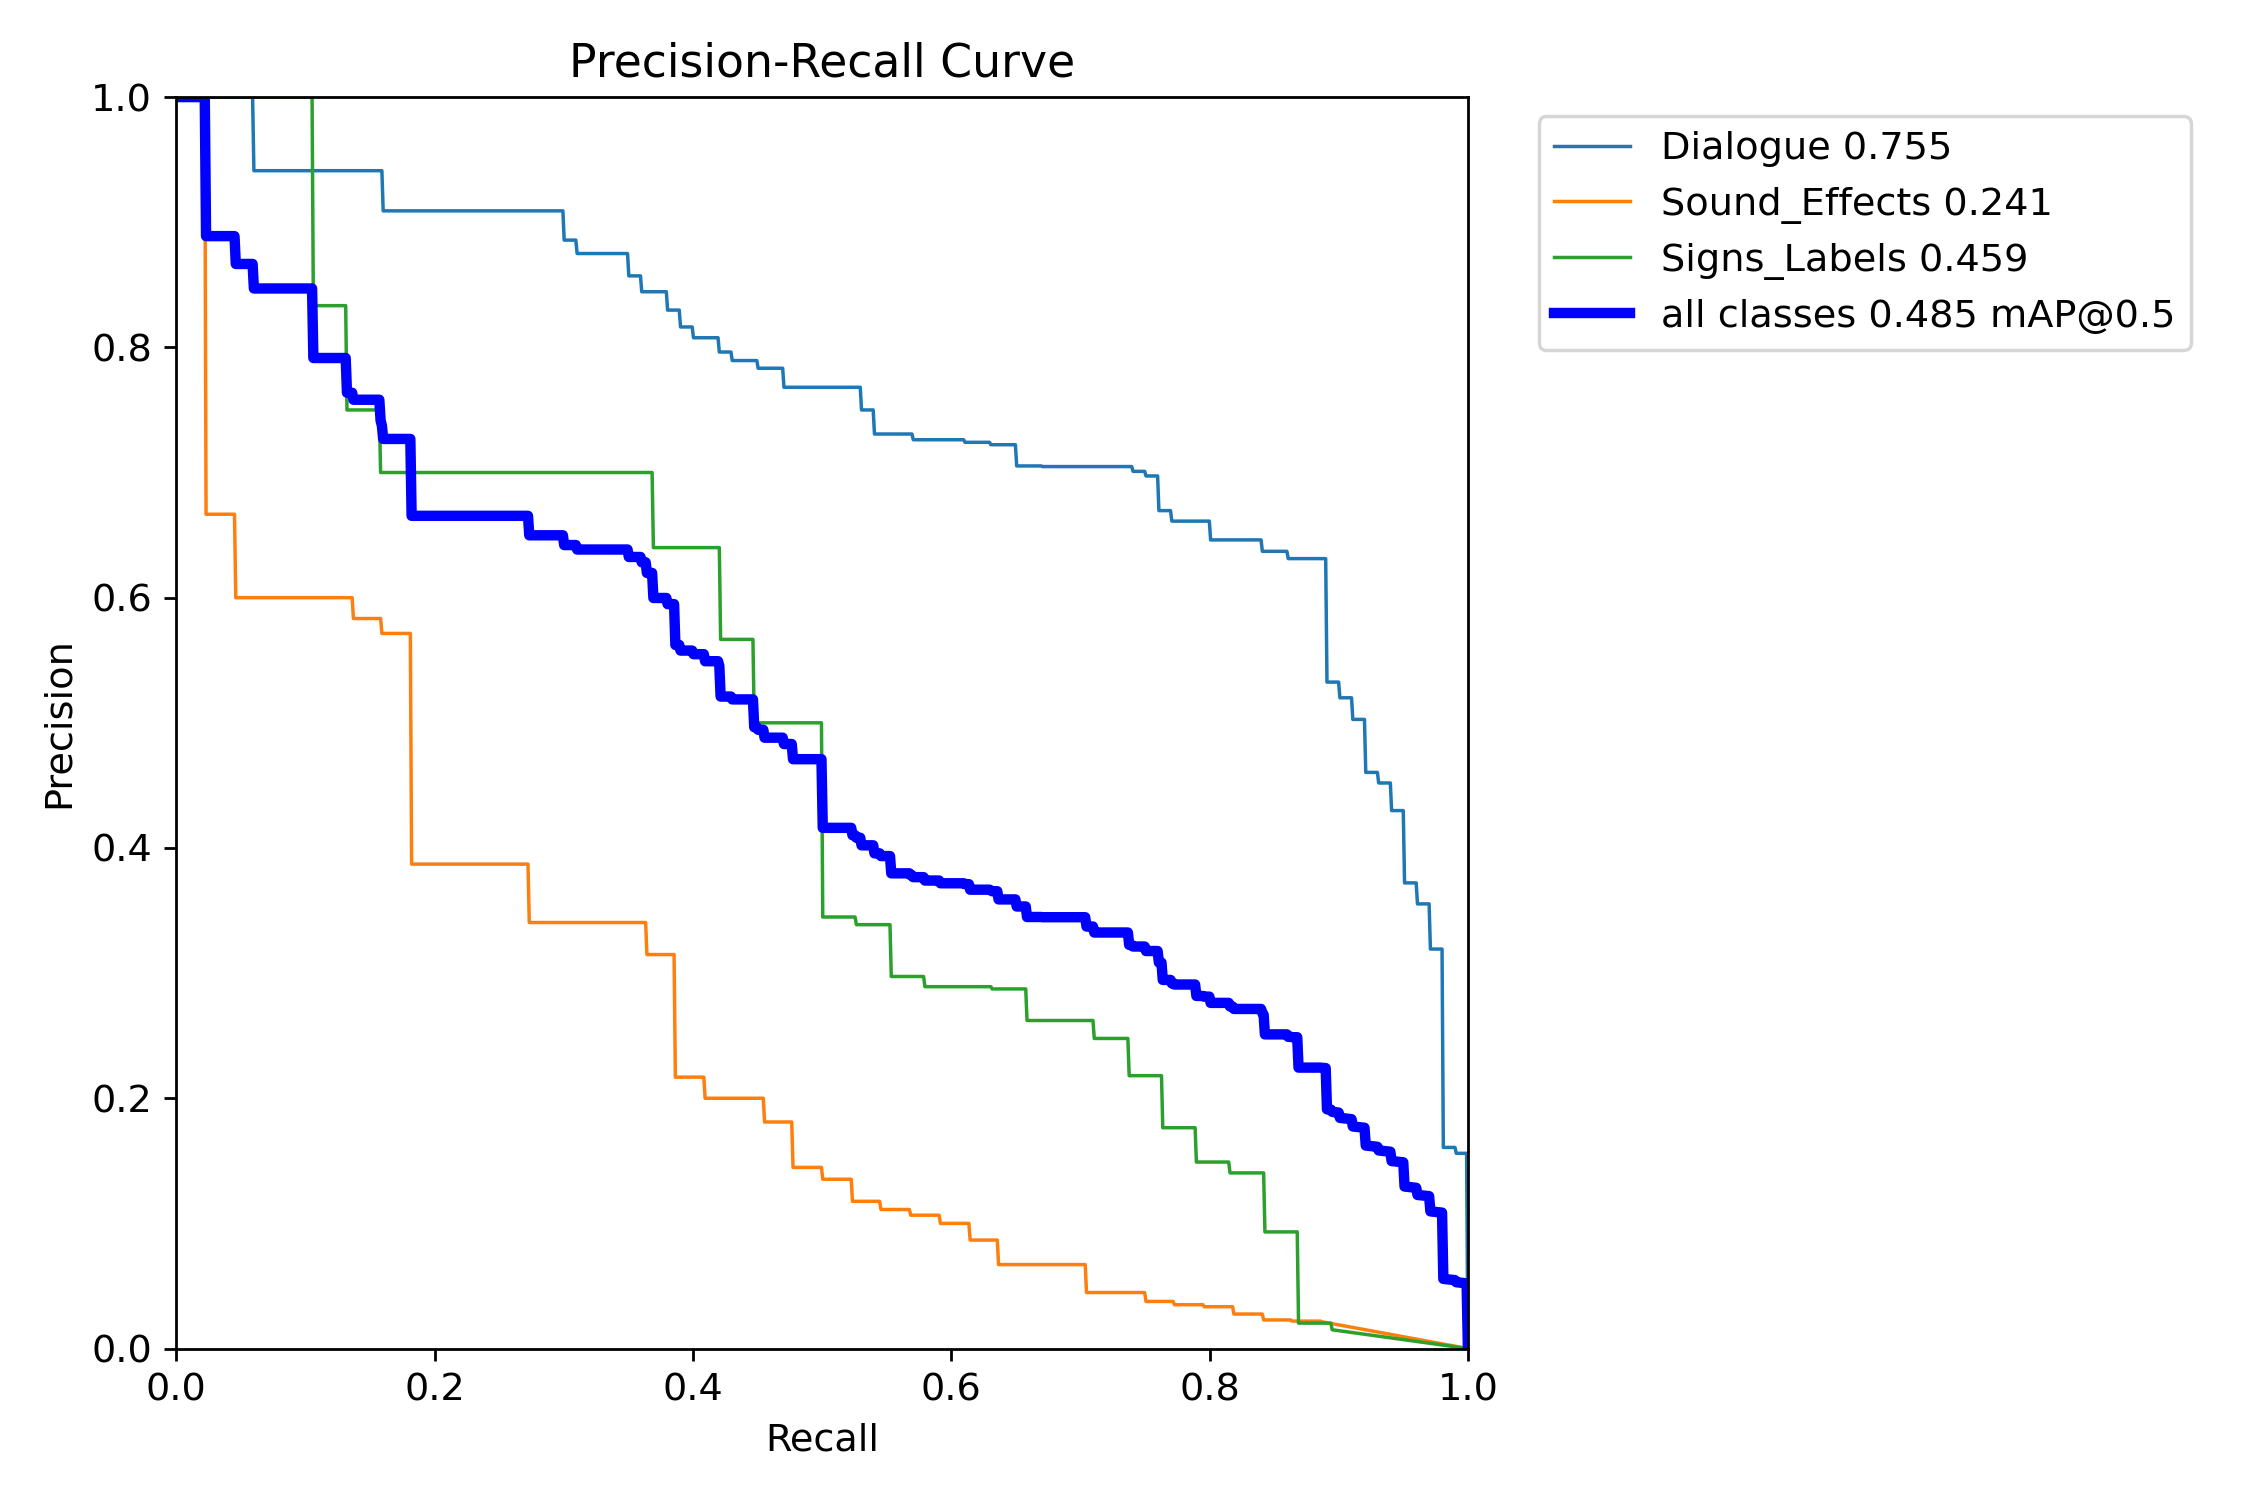 Precision-Recall Curve
Dialogue 0.755
Sound_Effects 0.241
Signs_Labels 0.459
all classes 0.485 mAP@0.5
Precision
1.0
0.8
0.6
0.4
0.2
0.0
0.0 0.2 0.4 0.6 0.8 1.0
Recall